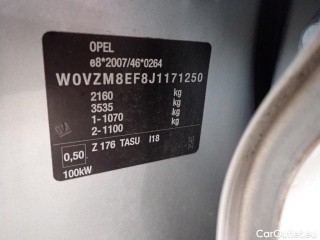 OPEL
e8*2007/46*0264
W0VZM8EF8J1171250
2160 kg
3535 kg
1-1070 kg
2-1100 kg
0,50 Z 176 TASU I18
100kW
CarOutlet.eu